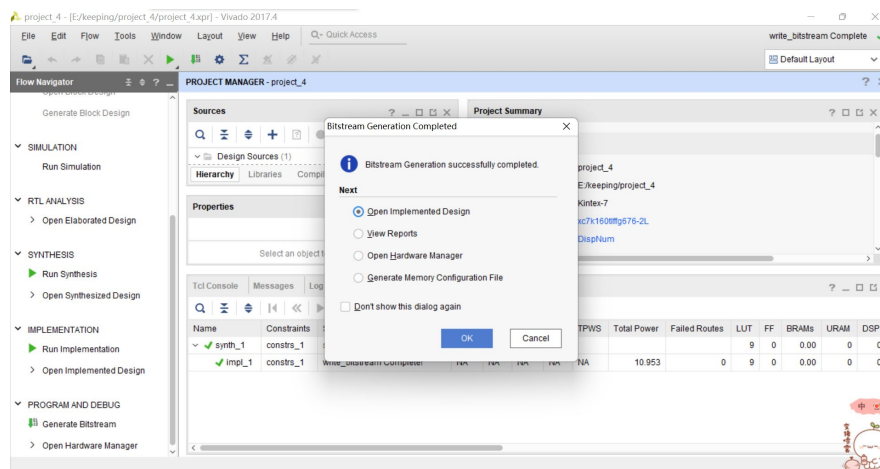 project_4 - [E:/keeping/project_4/project_4.xpr] - Vivado 2017.4
File Edit Flow Tools Window Layout View Help Quick Access
write_bitstream Complete
Default Layout
Flow Navigator
PROJECT MANAGER - project_4
Generate Block Design
SIMULATION
Run Simulation
RTL ANALYSIS
Open Elaborated Design
SYNTHESIS
Run Synthesis
Open Synthesized Design
IMPLEMENTATION
Run Implementation
Open Implemented Design
PROGRAM AND DEBUG
Generate Bitstream
Open Hardware Manager
Sources
Design Sources (1)
Hierarchy Libraries Compil
Properties
Select an object t
Project Summary
project_4
E:/keeping/project_4
Kintex-7
DispNum
Bitstream Generation Completed
Bitstream Generation successfully completed.
Next
Open Implemented Design
View Reports
Open Hardware Manager
Generate Memory Configuration File
Don't show this dialog again
OK Cancel
Tcl Console Messages Log
Name Constraints TPWS Total Power Failed Routes LUT FF BRAMs URAM DSP
synth_1 constrs_1 9 0 0.00 0
impl_1 constrs_1 write_bitstream Complete! NA NA NA NA NA 10.953 0 9 0 0.00 0
中